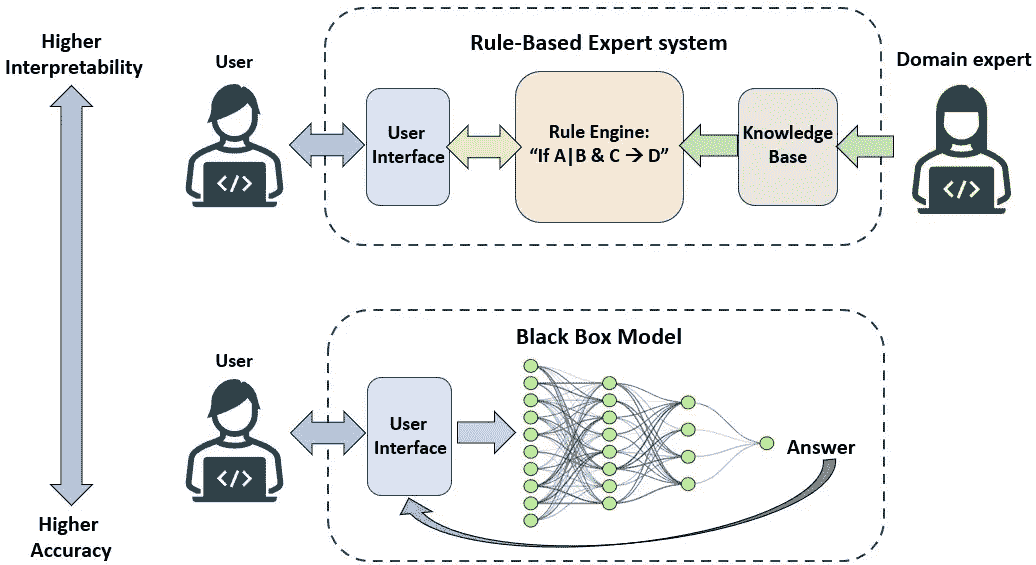 Higher
Interpretability
User
</>
Rule-Based Expert system
User
Interface
Rule Engine:
“If A|B & C → D”
Knowledge
Base
Domain expert
</>
Higher
Accuracy
User
</>
Black Box Model
User
Interface
Answer